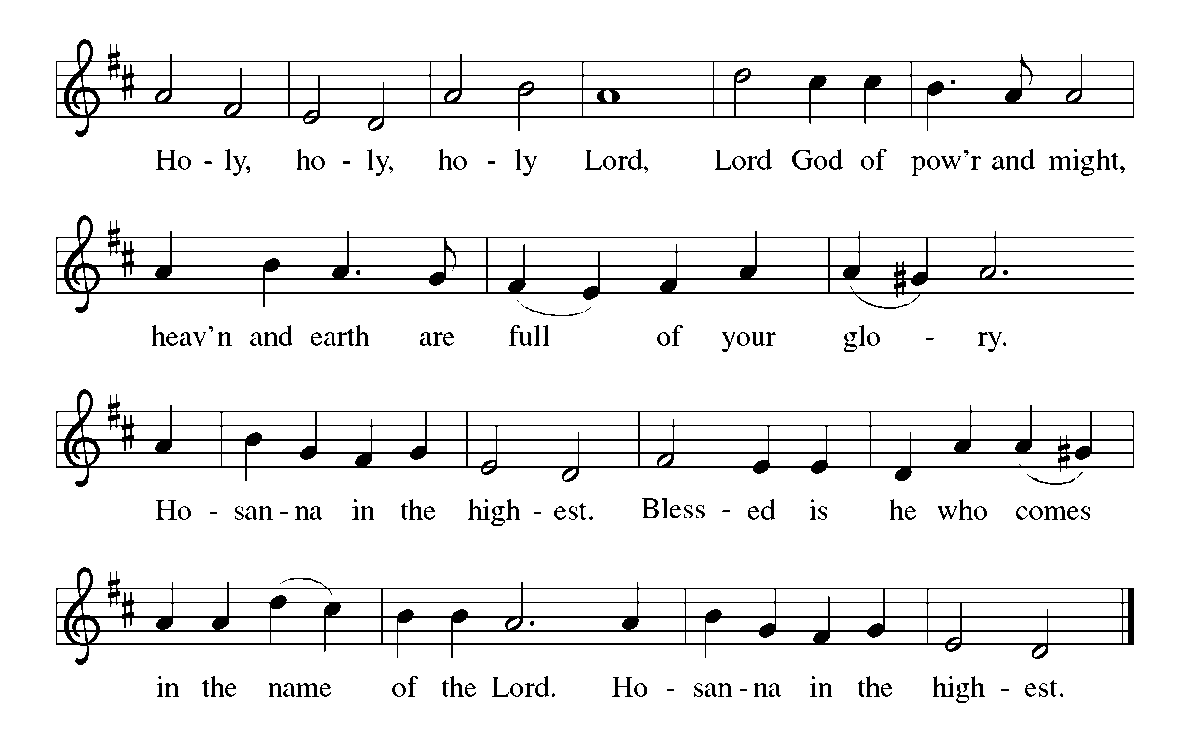 Ho - ly, ho - ly, ho - ly Lord, Lord God of pow'r and might,
heav'n and earth are full of your glo - ry.
Ho - san - na in the high - est. Bless - ed is he who comes
in the name of the Lord. Ho - san - na in the high - est.